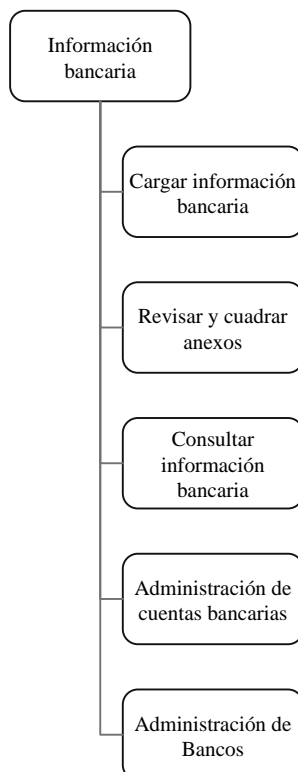 Información
bancaria
Cargar información
bancaria
Revisar y cuadrar
anexos
Consultar
información
bancaria
Administración de
cuentas bancarias
Administración de
Bancos